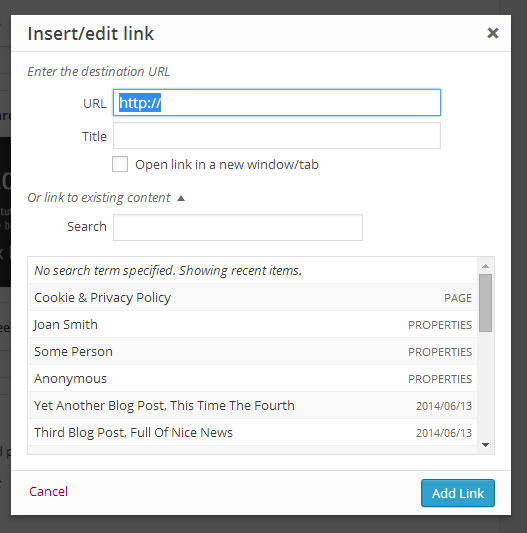 Insert/edit link
Enter the destination URL
URL http://
Title
Open link in a new window/tab
Or link to existing content
Search
No search term specified. Showing recent items.
Cookie & Privacy Policy PAGE
Joan Smith PROPERTIES
Some Person PROPERTIES
Anonymous PROPERTIES
Yet Another Blog Post, This Time The Fourth 2014/06/13
Third Blog Post, Full Of Nice News 2014/06/13
Cancel Add Link